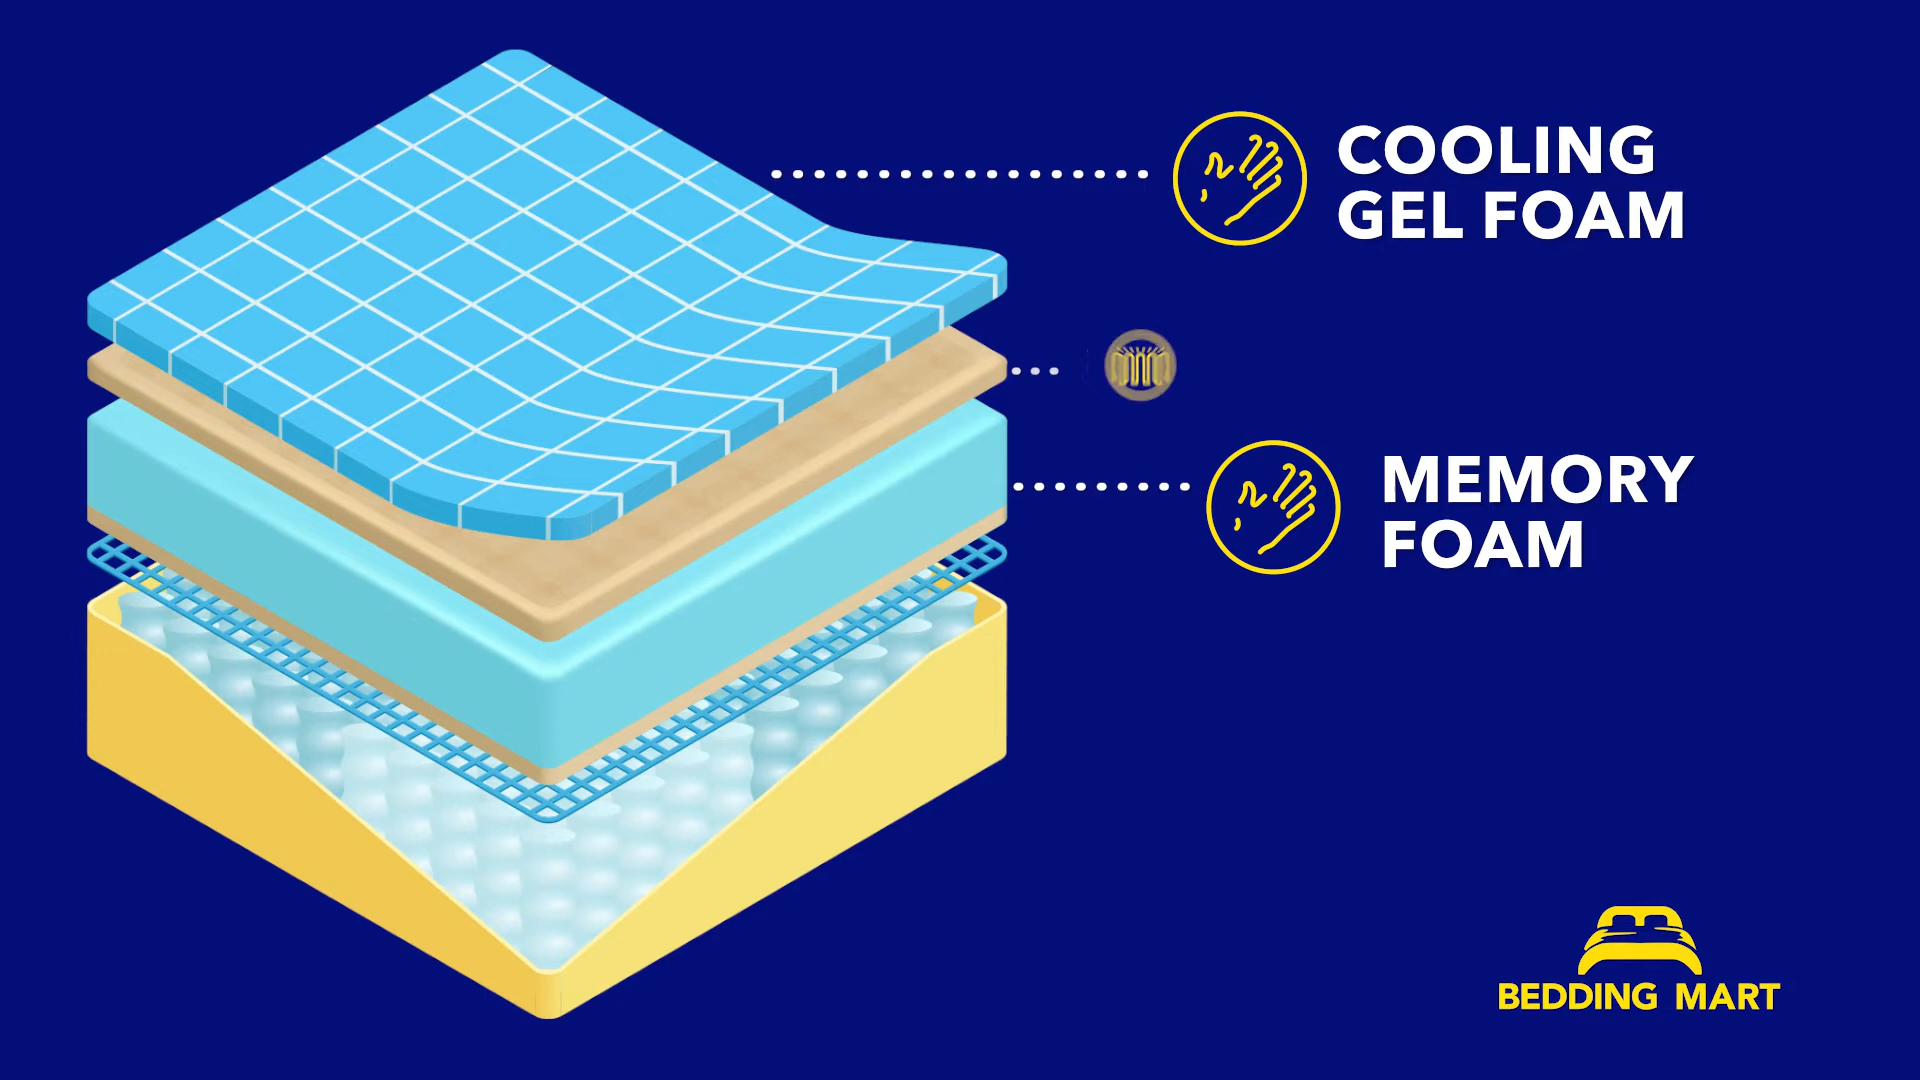 COOLING
GEL FOAM
MEMORY
FOAM
BEDDING MART